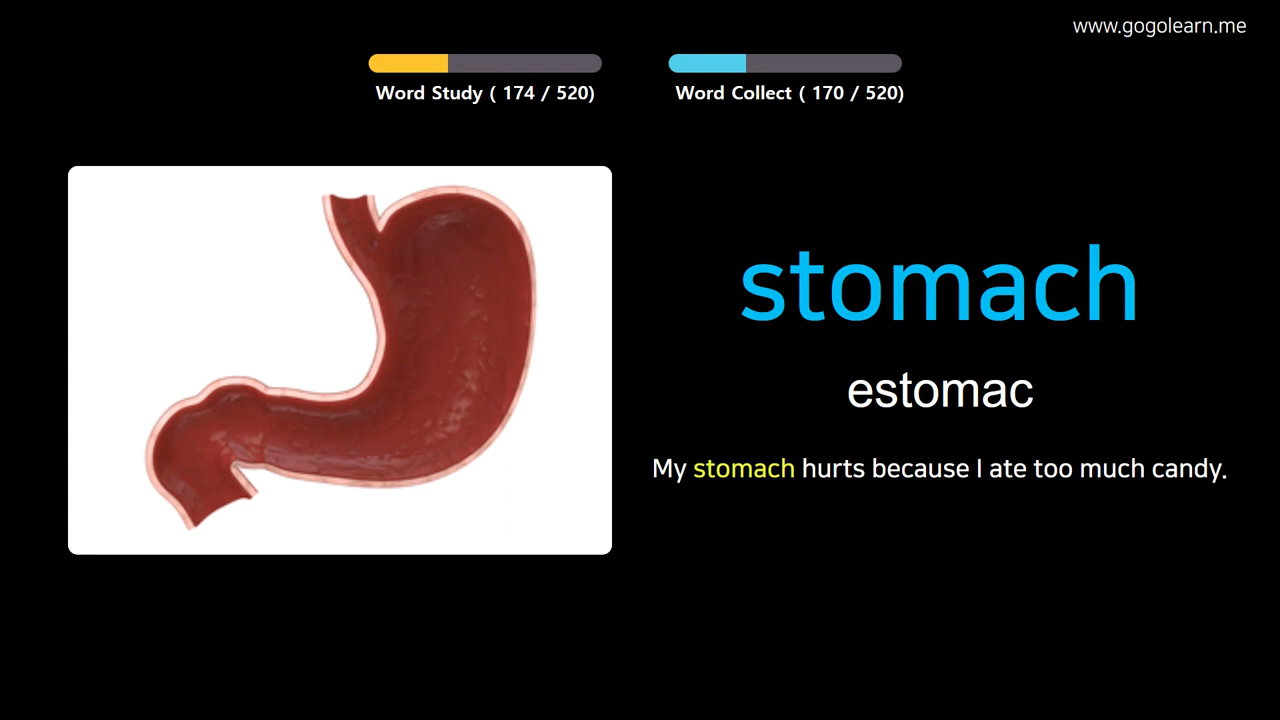 www.gogolearn.me
Word Study ( 174 / 520)
Word Collect ( 170 / 520)
stomach
estomac
My stomach hurts because I ate too much candy.